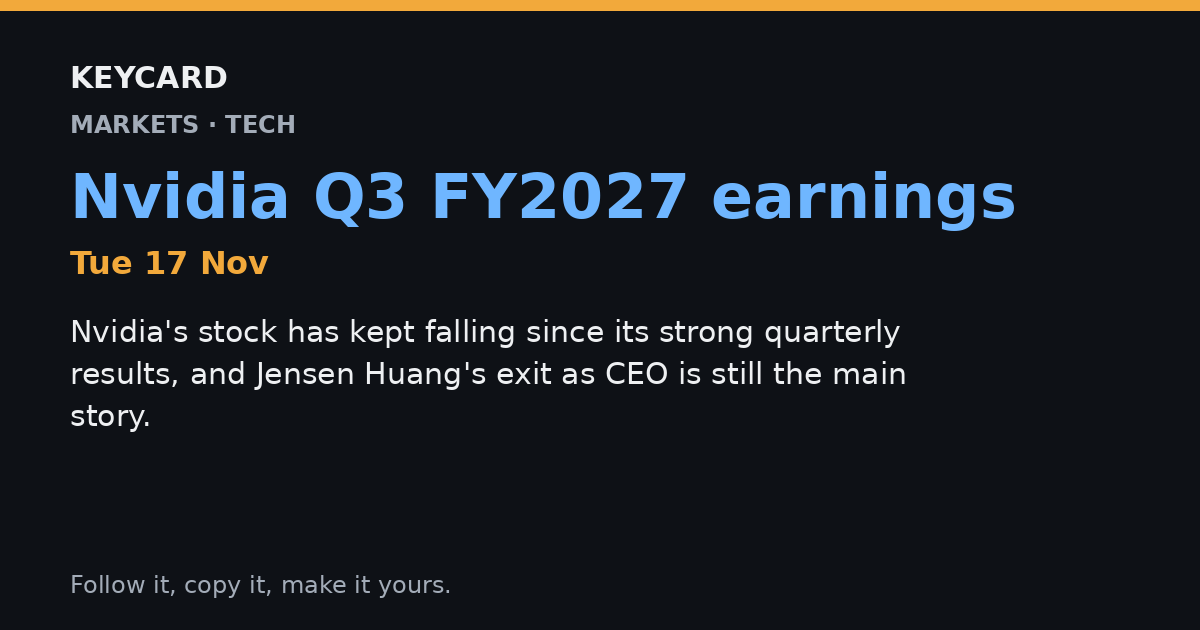 KEYCARD
MARKETS · TECH
Nvidia Q3 FY2027 earnings
Tue 17 Nov
Nvidia's stock has kept falling since its strong quarterly
results, and Jensen Huang's exit as CEO is still the main
story.
Follow it, copy it, make it yours.